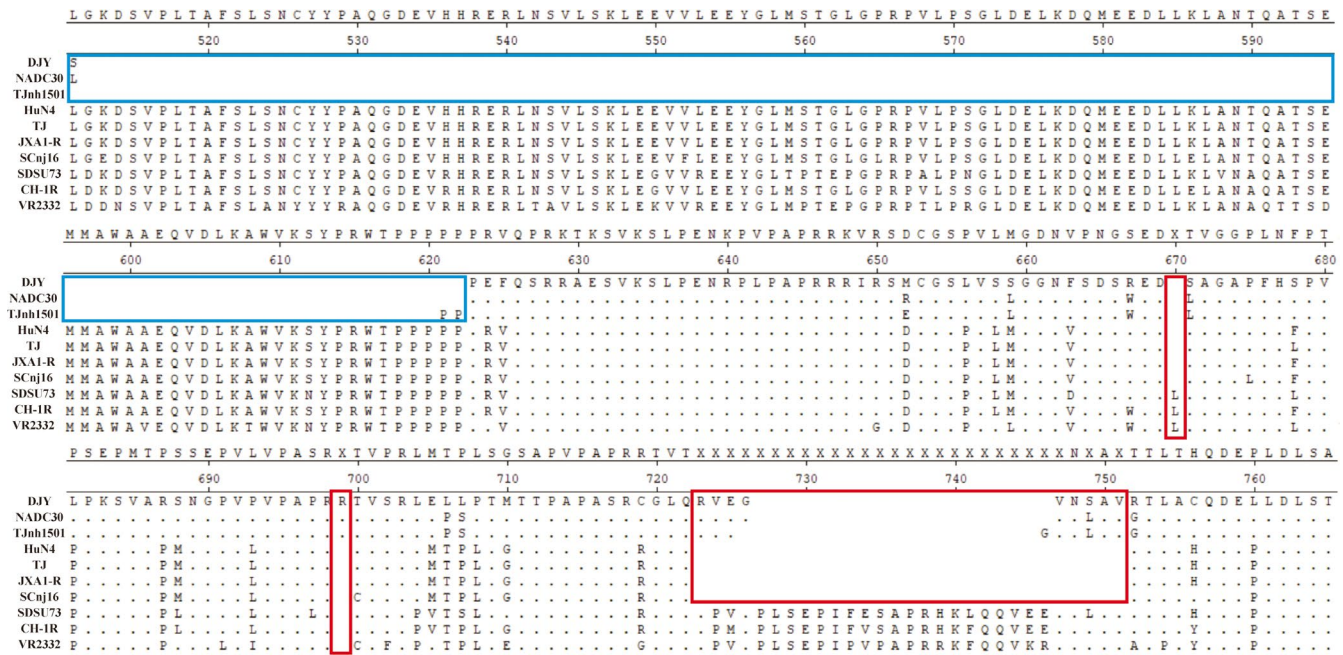 L G K D S V P L T A F S L S N C Y Y P A Q G D E V H H R E R L N S V L S K L E E V V L E E Y G L M S T G L G P R P V L P S G L D E L K D Q M E E D L L K L A N T Q A T S E
520 530 540 550 560 570 580 590
DJY S
NADC30 L
TJnh1501
HuN4 L G K D S V P L T A F S L S N C Y Y P A Q G D E V H H R E R L N S V L S K L E E V V L E E Y G L M S T G L G P R P V L P S G L D E L K D Q M E E D L L K L A N T Q A T S E
TJ L G K D S V P L T A F S L S N C Y Y P A Q G D E V H H R E R L N S V L S K L E E V V L E E Y G L M S T G L G P R P V L P S G L D E L K D Q M E E D L L K L A N T Q A T S E
JXA1-R L G K D S V P L T A F S L S N C Y Y P A Q G D E V H H R E R L N S V L S K L E E V V L E E Y G L M S T G L G P R P V L P S G L D E L K D Q M E E D L L K L A N T Q A T S E
SCnj16 L G E D S V P L T A F S L S N C Y Y P A Q G D E V H H R E R L N S V L S K L E E V F L E E Y G L M S T G L G L R P V L P S G L D E L K D Q M E E D L L E L A N T Q A T S E
SDSU73 L D K D S V P L T A F S L S N C Y Y P A Q G D E V R H R E R L N S V L S K L E G V V R E E Y G L T P T E P G P R P A L P N G L D E L K D Q M E E D L L K L V N A Q A T S E
CH-1R L D K D S V P L T A F S L S N C Y Y P A Q G D E V R H R E R L N S V L S K L E G V V L E E Y G L M S T G L G P R P V L S S G L D E L K D Q M E E D L L E L A N A Q A T S E
VR2332 L D D N S V P L T A F S L A N Y Y R A Q G D E V R H R E R L T A V L S K L E K V V R E E Y G L M P T E P G P R P T L P R G L D E L K D Q M E E D L L K L A N A Q T T S D
M M A W A A E Q V D L K A W V K S Y P R W T P P P P P P R V Q P R K T K S V K S L P E N K P V P A P R R K V R S D C G S P V L M G D N V P N G S E D X T V G G P L N F P T
600 610 620 630 640 650 660 670 680
DJY P E F Q S R R A E S V K S L P E N K P V P A P R R R I R S M C G S L V S S G G N F S D S R E D S A G A P F H S P V
NADC30 . . . . . . . . . . . . . . . . . . . . . . . . . . . . . R . . . . . . L . . . . . . . W . . L . . . . . . . . .
TJnh1501 P P . . . . . . . . . . . . . . . . . . . . . . . . . . . . . E . . . . . . L . . . . . . . W . . L . . . . . . . . .
HuN4 M M A W A A E Q V D L K A W V K S Y P R W T P P P P P . R V . . . . . . . . . . . . . . . . . . . . . . . . . . D . . . P . L M . . . V . . . . . . . . . . . . . F . .
TJ M M A W A A E Q V D L K A W V K S Y P R W T P P P P P . R V . . . . . . . . . . . . . . . . . . . . . . . . . . D . . . P . L M . . . V . . . . . . . . . . . . . F . .
JXA1-R M M A W A A E Q V D L K A W V K S Y P R W T P P P P P . R V . . . . . . . . . . . . . . . . . . . . . . . . . . D . . . P . L M . . . V . . . . . . . . . . . . . F . .
SCnj16 M M A W A A E Q V D L K A W V K S Y P R W T P P P P P . R V . . . . . . . . . . . . . . . . . . . . . . . . . . D . . . P . L M . . . V . . . . . . . . . . L . . F . .
SDSU73 M M A W A A E Q V D L K A W V K N Y P R W T P P P P P . R V . . . . . . . . . . . . . . . . . . . . . . . . . . D . . . P . L M . . . D . . . . . . L . . . . . . . L . .
CH-1R M M A W A A E Q V D L K A W V K S Y P R W T P P P P P . R V . . . . . . . . . . . . . . . . . . . . . . . . . . D . . . P . L M . . . V . . . W . . L . . . . . . . F . .
VR2332 M M A W A V E Q V D L K T W V K N Y P R W T P P P P P . . V . . . . . . . . . . . . . . . . . . . . . . . . G . D . . . P . L M . . . V . . . W . . L . . . . . . . L . .
P S E P M T P S S E P V L V P A S R X T V P R L M T P L S G S A P V P A P R R T V T X X X X X X X X X X X X X X X X X X X X X X X X X N X A X T T L T H Q D E P L D L S A
690 700 710 720 730 740 750 760
DJY L P K S V A R S N G P V P V P A P R R T V S R L E L L P T M T T P A P A S R C G L Q R V E G V N S A V R T L A C Q D E L L D L S T
NADC30 . . . . . . . . . . . . . . . . . . . . . . . . . P S . . . . . . . . . . . . . . . . . . . . . L . . G . . . . . . . . . . . . .
TJnh1501 . . . . . . . . . . . . . . . . . . . . . . . . . P S . . . . . . . . . . . . . . . . . . G . . L . . G . . . . . . . . . . . . .
HuN4 P . . . . . P M . . . . L . . . . . . . . . . . M T P L . G . . . . . . . . R . . . . . . . H . . . P . . . . .
TJ P . . . . . P M . . . . L . . . . . . . . . . . M T P L . G . . . . . . . . R . . . . . . . H . . . P . . . . .
JXA1-R P . . . . . P M . . . . L . . . . . . . . . . . M T P L . G . . . . . . . . R . . . . . . . H . . . P . . . . .
SCnj16 P . . . . . P M . . . . L . . . . . . C . . . . M T P L . G . . . . . . . . R . . . . . . . . . . . P . . . . .
SDSU73 P . . . . . P L . . . . L . . . L . . . . . . P V T S L . . . . . . . . . . R . . . . P V . P L S E P I F E S A P R H K L Q Q V E E . . L . . . . . . H . . . P . . . . .
CH-1R P . . . . . P L . . . . L . . . . . . . . . . P V T P L . G . . . . . . . . R . . . . P M . P L S E P I F V S A P R H K F Q Q V E E . . . . . . . . . Y . . . P . . . . .
VR2332 P . . . . . P . . . L . I . . . . . . C . F . P . T P L . E . . . . . . . . G . . . . P V . P L S E P I P V P A P R R K F Q Q V K R . . . . . A . P . Y . . . P . . . . .